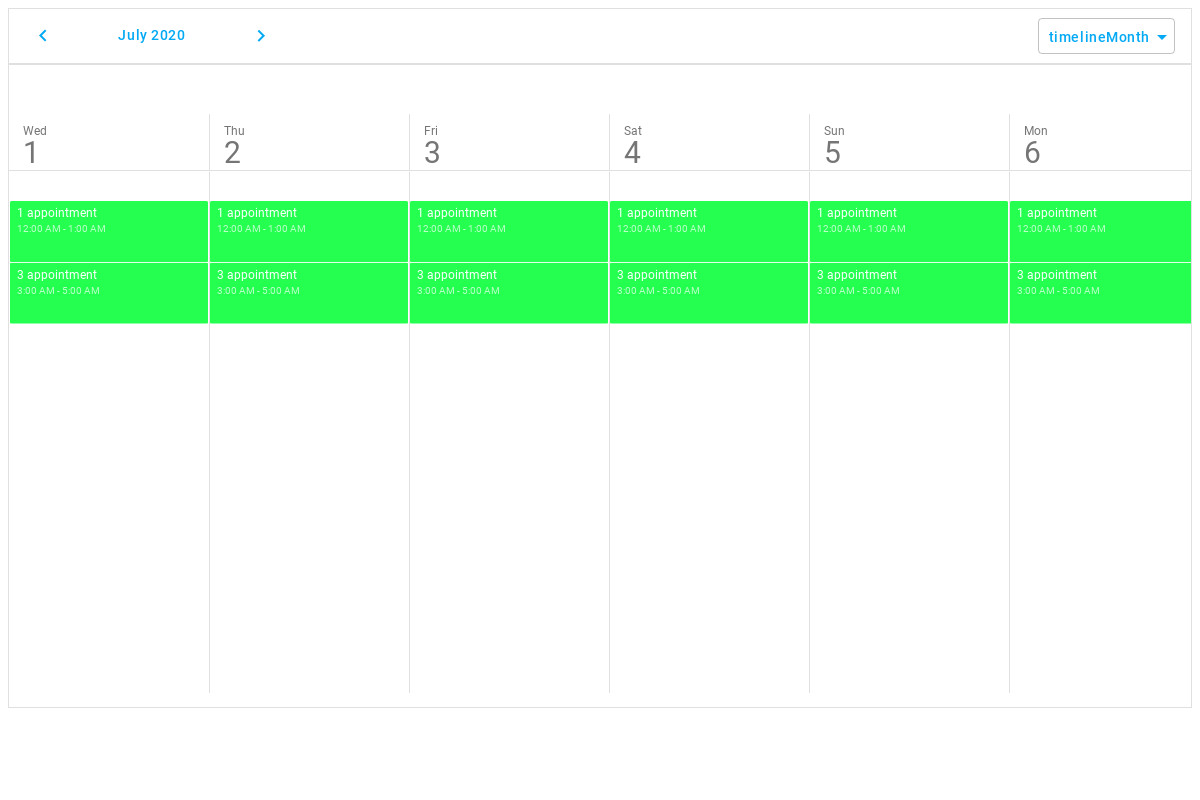 July 2020
timelineMonth
Wed Thu Fri Sat Sun Mon
1 2 3 4 5 6
1 appointment 1 appointment 1 appointment 1 appointment 1 appointment 1 appointment
12:00 AM - 1:00 AM 12:00 AM - 1:00 AM 12:00 AM - 1:00 AM 12:00 AM - 1:00 AM 12:00 AM - 1:00 AM 12:00 AM - 1:00 AM
3 appointment 3 appointment 3 appointment 3 appointment 3 appointment 3 appointment
3:00 AM - 5:00 AM 3:00 AM - 5:00 AM 3:00 AM - 5:00 AM 3:00 AM - 5:00 AM 3:00 AM - 5:00 AM 3:00 AM - 5:00 AM